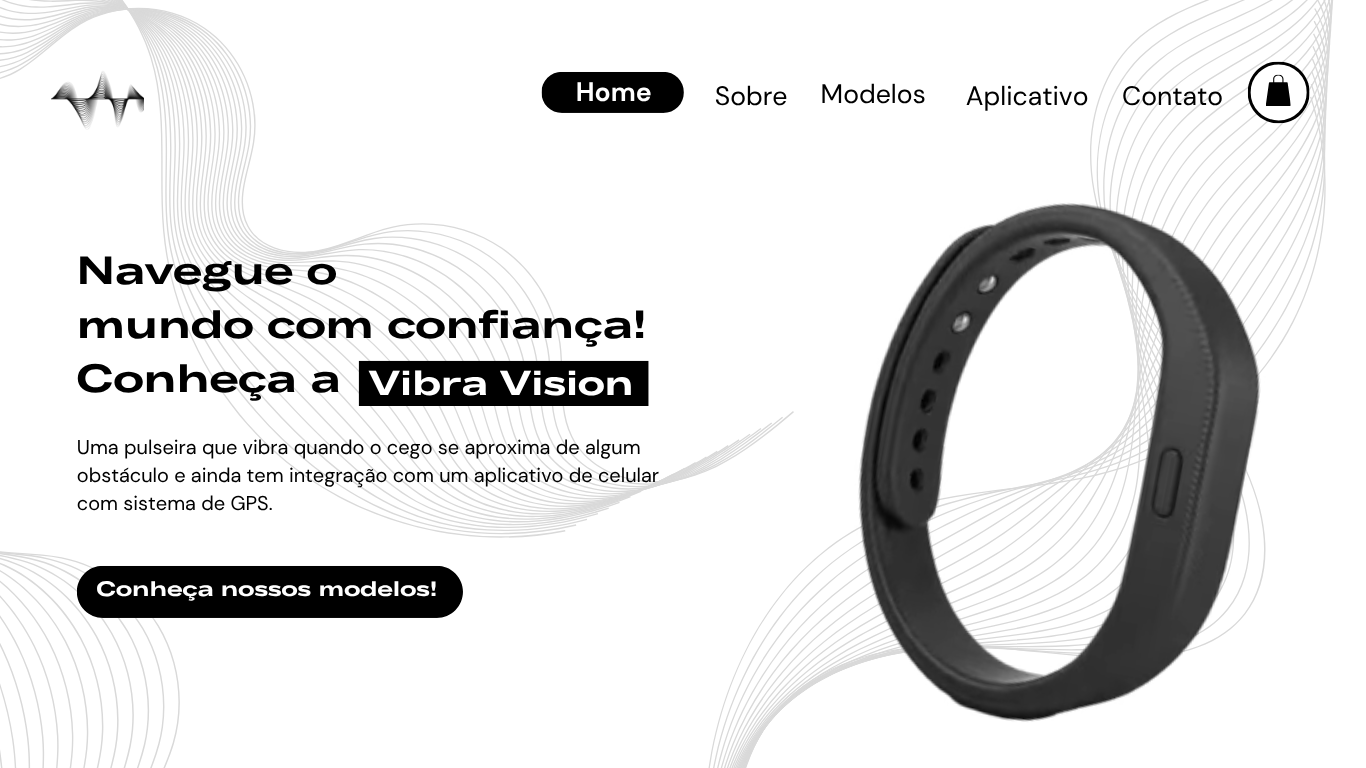 Home
Sobre
Modelos
Aplicativo
Contato
Navegue o
mundo com confiança!
Conheça a Vibra Vision
Uma pulseira que vibra quando o cego se aproxima de algum
obstáculo e ainda tem integração com um aplicativo de celular
com sistema de GPS.
Conheça nossos modelos!